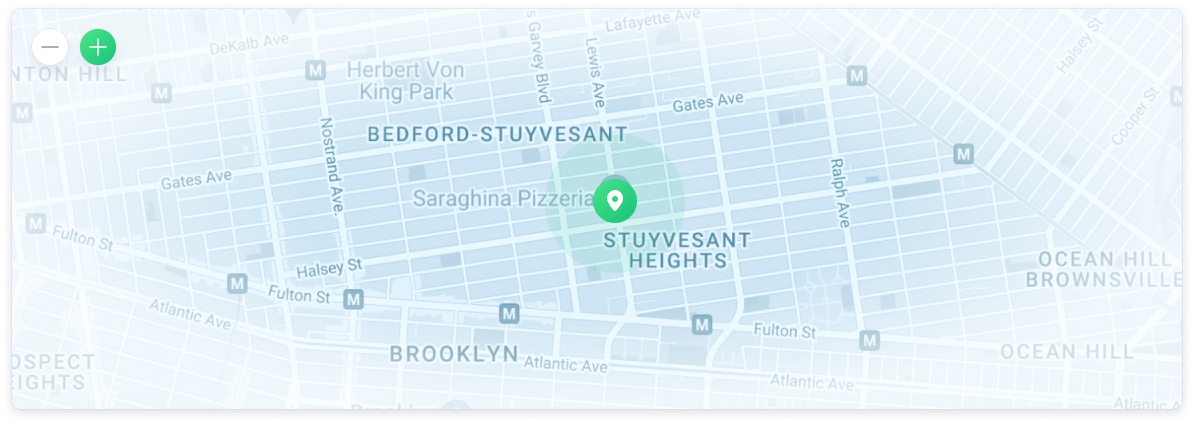 Lafayette Ave
s Garvey Blvd
Lewis Ave
DeKalb Ave
Halsey St
NTON HILL
M
Herbert Von
King Park
M
M
M
M
Gates Ave
Cooper St
BEDFORD-STUYVESANT
Nostrand Ave.
M
Gates Ave
Ralph Ave
Saraghina Pizzeria
M
Fulton St
STUYVESANT
HEIGHTS
OCEAN HILL
BROWNSVILLE
Halsey St
M
Fulton St
M
M
M
Fulton St
M
Atlantic Ave
BROOKLYN
Atlantic Ave
OCEAN HILL
OSPECT
EIGHTS
Atlantic Ave
Atlantic A